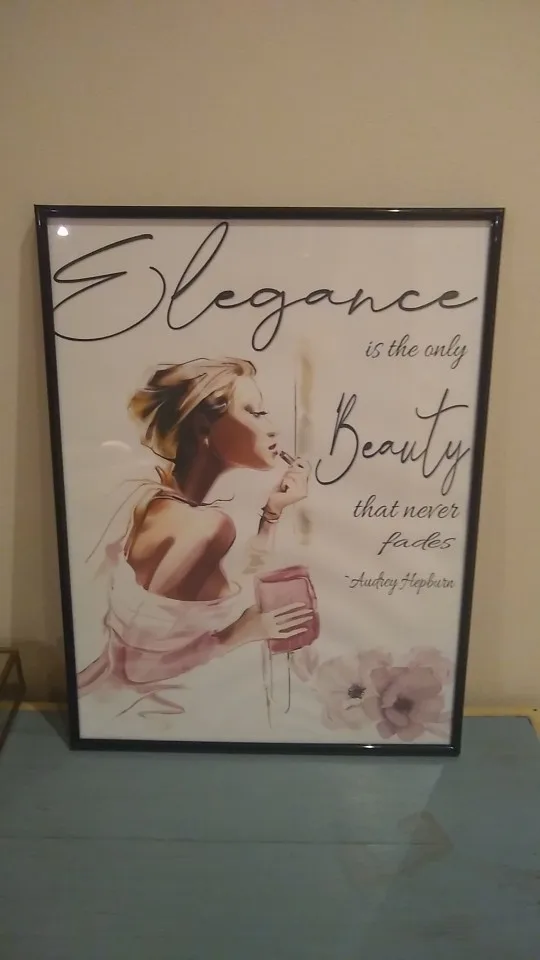 Elegance
is the only
Beauty
that never
fades
~Audrey Hepburn